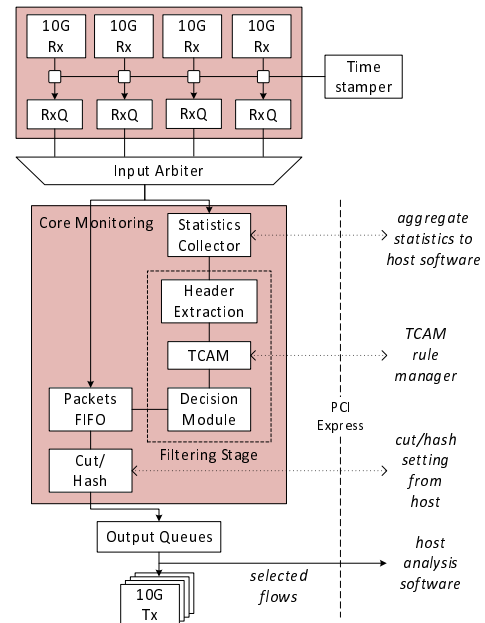 10G Rx
10G Rx
10G Rx
10G Rx
Time stamper
RxQ
RxQ
RxQ
RxQ
Input Arbiter
Core Monitoring
Statistics Collector
aggregate statistics to host software
Header Extraction
TCAM
TCAM rule manager
Packets FIFO
Decision Module
PCI Express
Filtering Stage
Cut/ Hash
cut/hash setting from host
Output Queues
host analysis software
selected flows
10G Tx